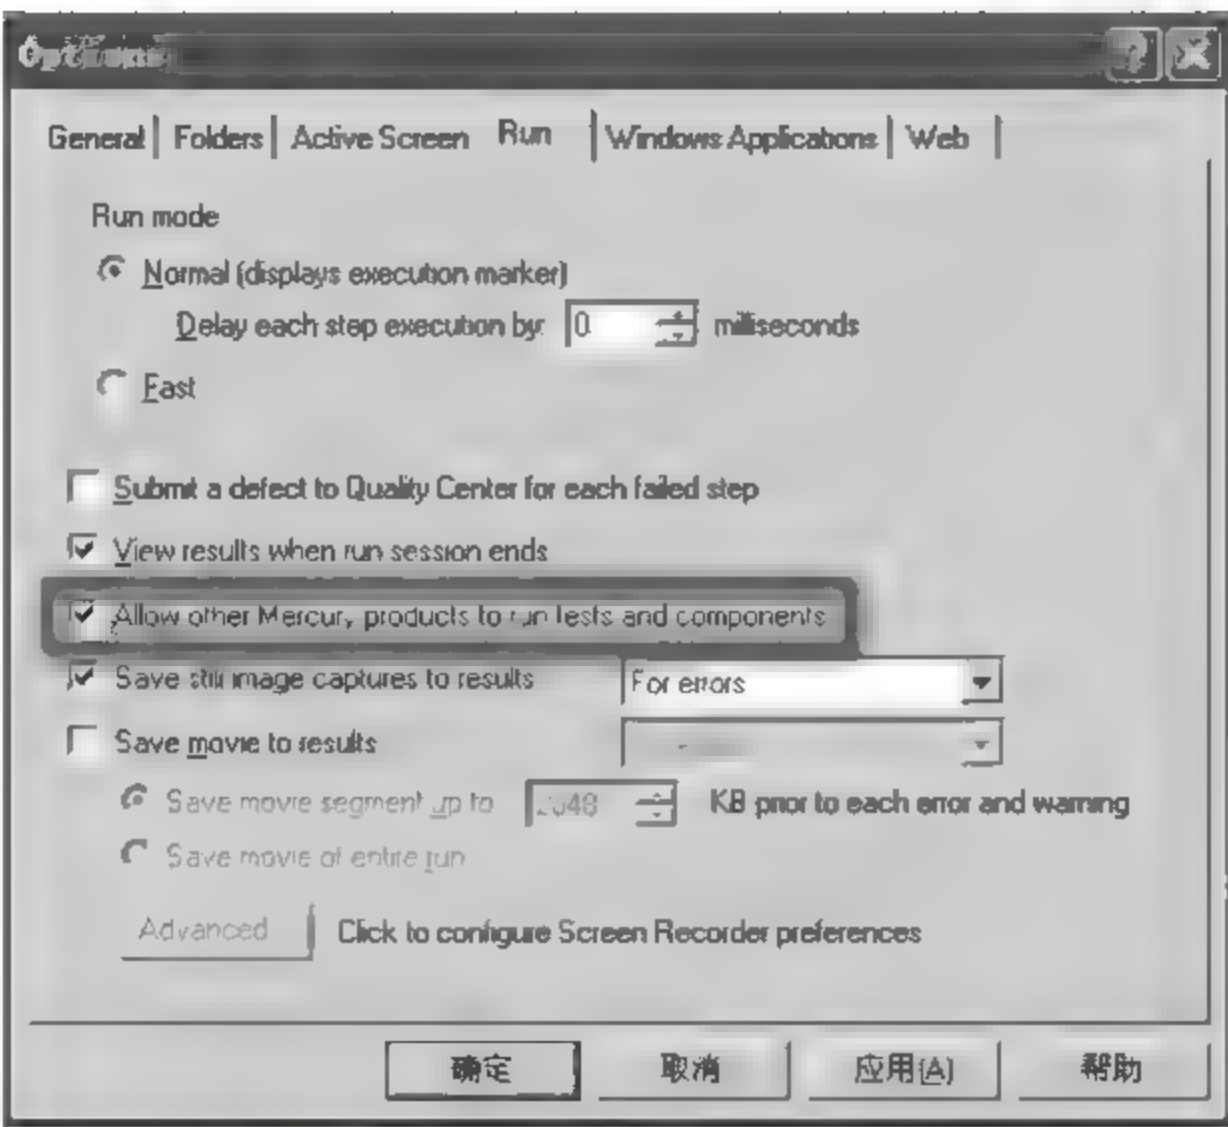 Options
General Folders Active Screen Run Windows Applications Web
Run mode
Normal (displays execution marker)
Delay each step execution by: 0 milliseconds
Fast
Submit a defect to Quality Center for each failed step
View results when run session ends
Allow other Mercury products to run tests and components
Save still image captures to results For errors
Save movie to results
Save movie segment up to 2048 KB prior to each error and warning
Save movie of entire run
Advanced Click to configure Screen Recorder preferences
确定 取消 应用(A) 帮助